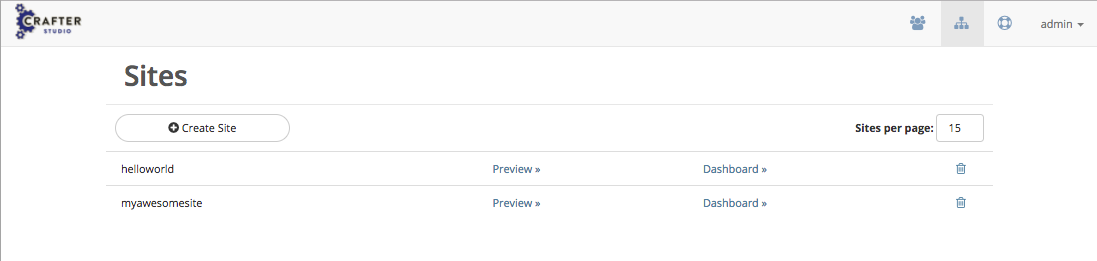 CRAFTER
STUDIO
admin
Sites
Create Site
Sites per page: 15
helloworld Preview » Dashboard »
myawesomesite Preview » Dashboard »